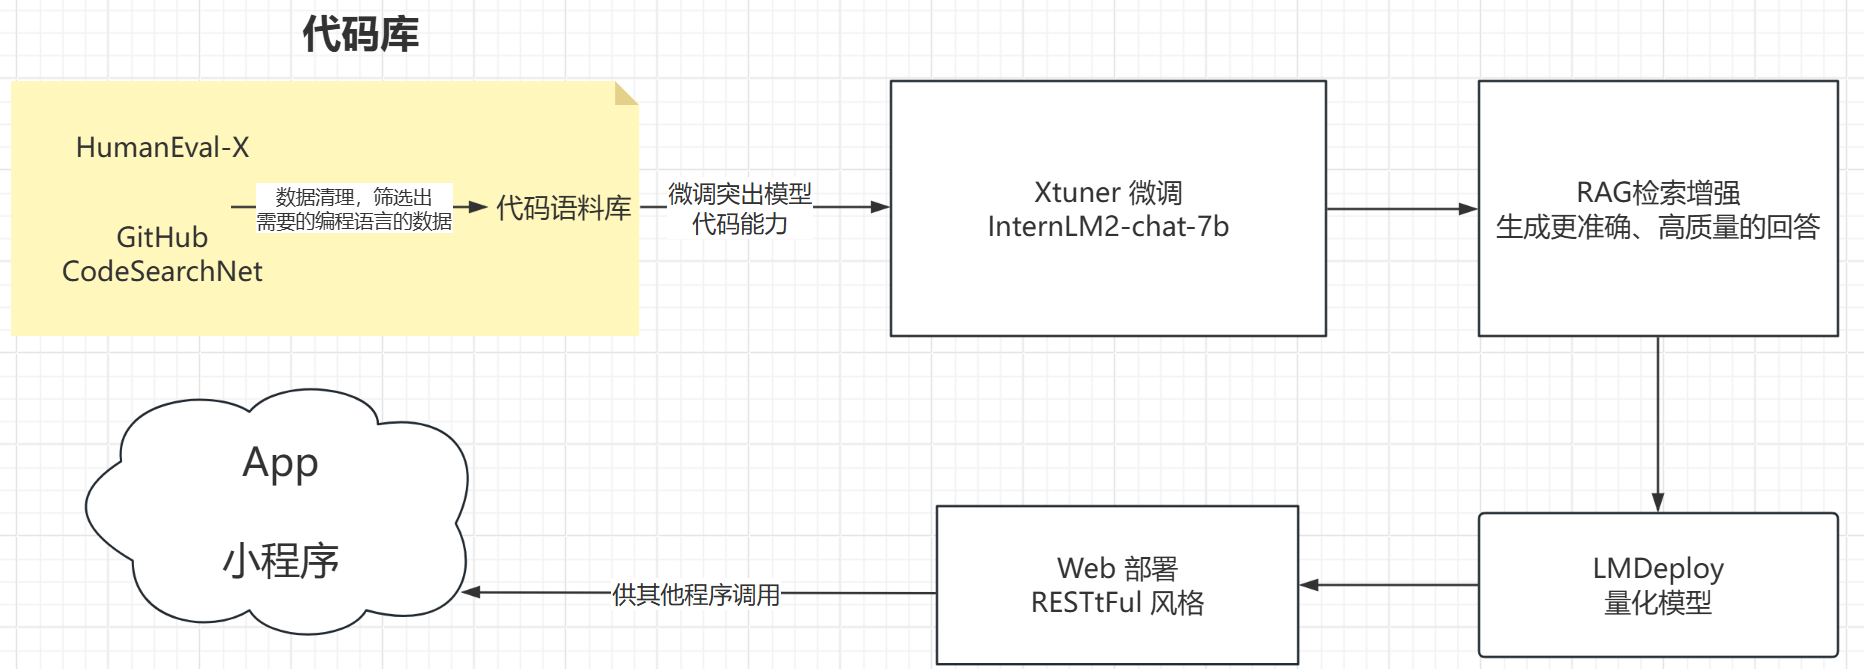 代码库
HumanEval-X
GitHub
CodeSearchNet
数据清理，筛选出
需要的编程语言的数据
代码语料库
微调突出模型
代码能力
Xtuner 微调
InternLM2-chat-7b
RAG检索增强
生成更准确、高质量的回答
LMDeploy
量化模型
Web 部署
RESTtFul 风格
供其他程序调用
App
小程序